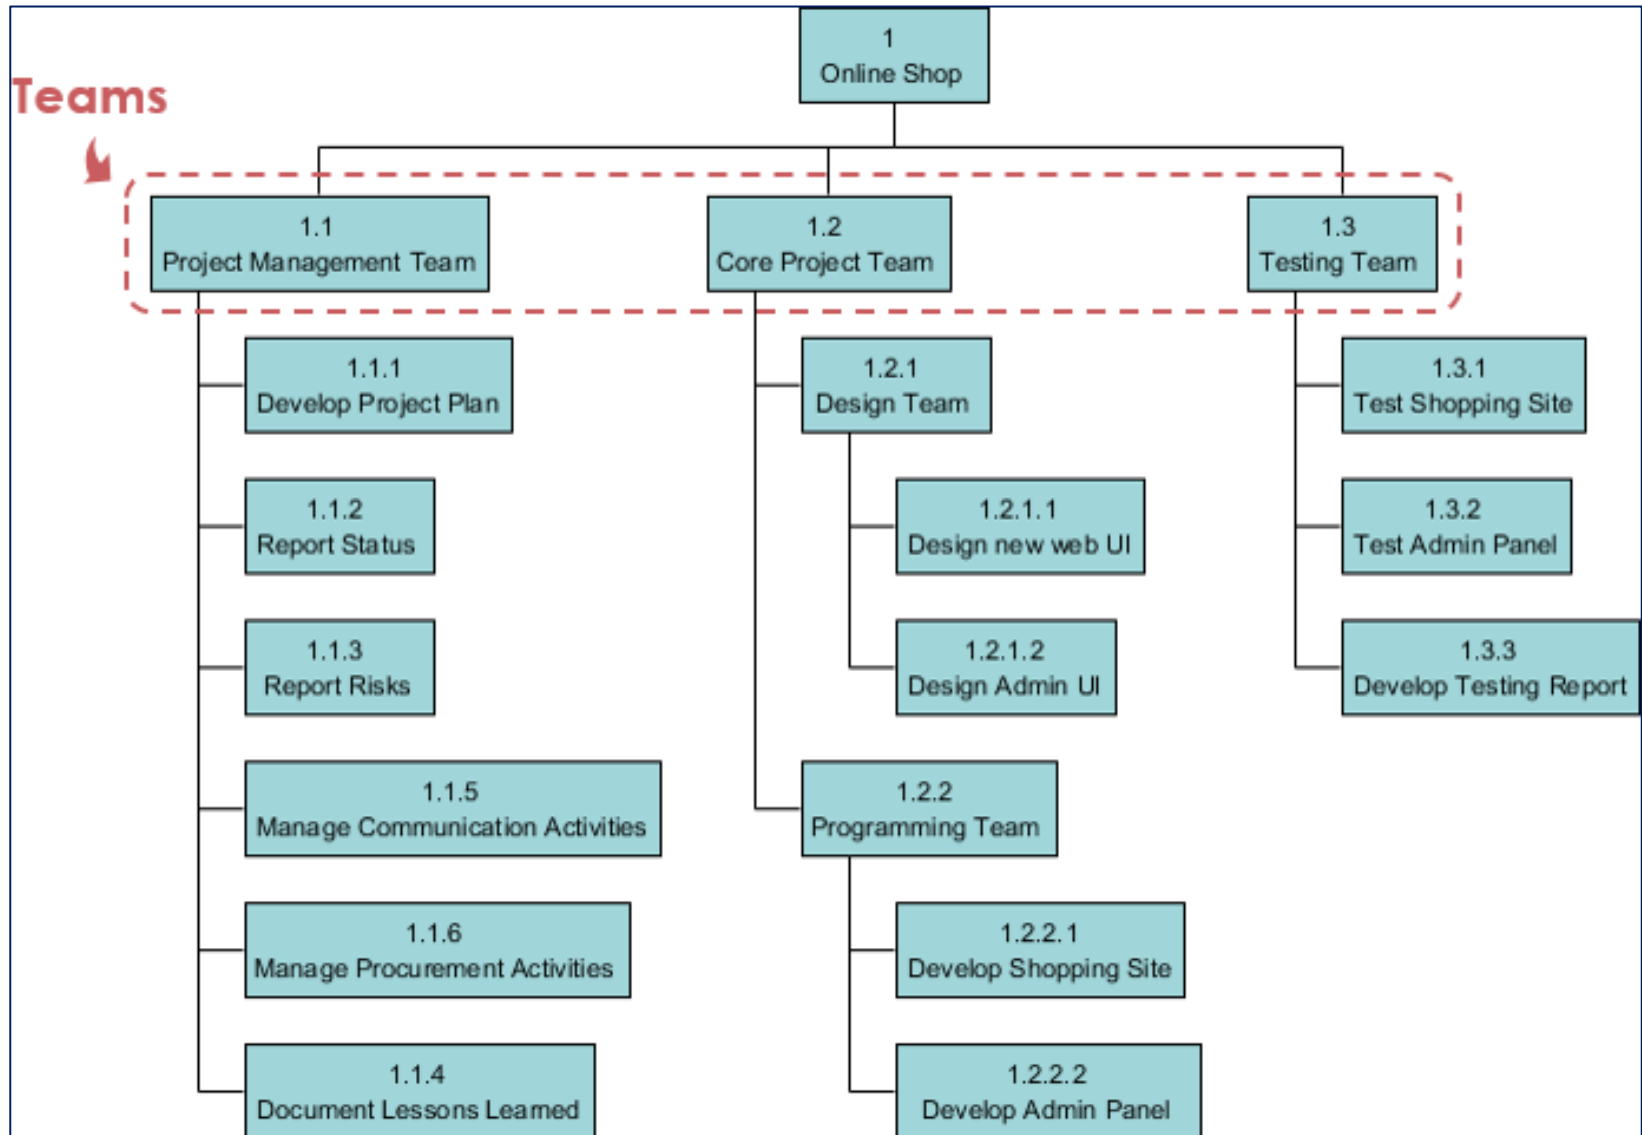 1
Online Shop
Teams
1.1
Project Management Team
1.2
Core Project Team
1.3
Testing Team
1.1.1
Develop Project Plan
1.1.2
Report Status
1.1.3
Report Risks
1.1.5
Manage Communication Activities
1.1.6
Manage Procurement Activities
1.1.4
Document Lessons Learned
1.2.1
Design Team
1.2.1.1
Design new web UI
1.2.1.2
Design Admin UI
1.2.2
Programming Team
1.2.2.1
Develop Shopping Site
1.2.2.2
Develop Admin Panel
1.3.1
Test Shopping Site
1.3.2
Test Admin Panel
1.3.3
Develop Testing Report